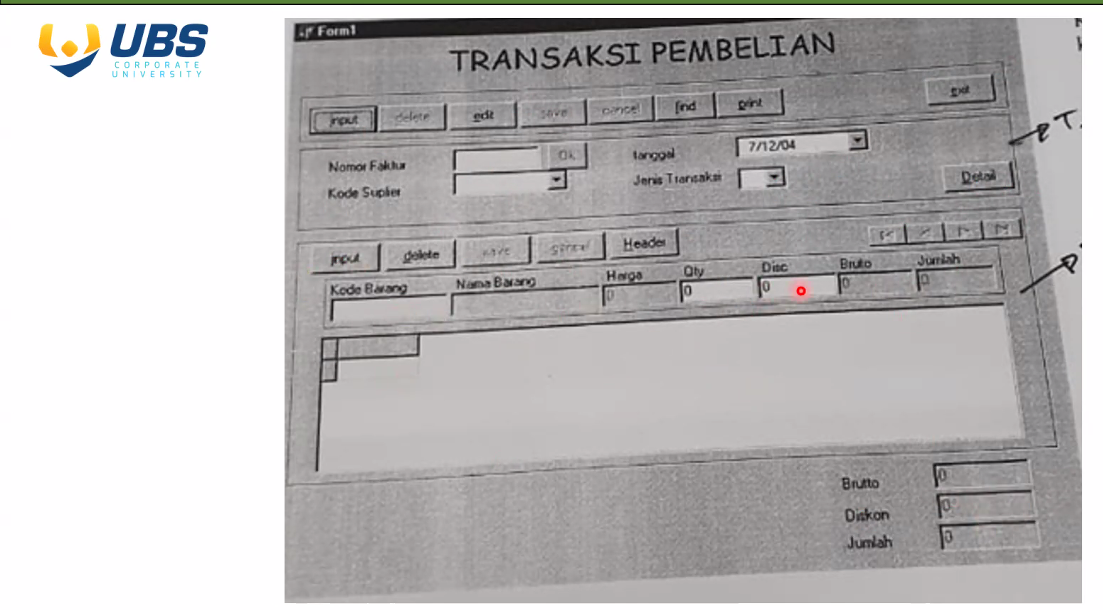 UBS
CORPORATE
UNIVERSITY
Form1
TRANSAKSI PEMBELIAN
input delete edit save cancel find print exit
Nomor Faktur Ok tanggal 7/12/04
Kode Suplier Jenis Transaksi Detail
input delete save cancel Header
Kode Barang Nama Barang Harga Qty Disc Bruto Jumlah
0 0 0 0 0
Brutto 0
Diskon 0
Jumlah 0